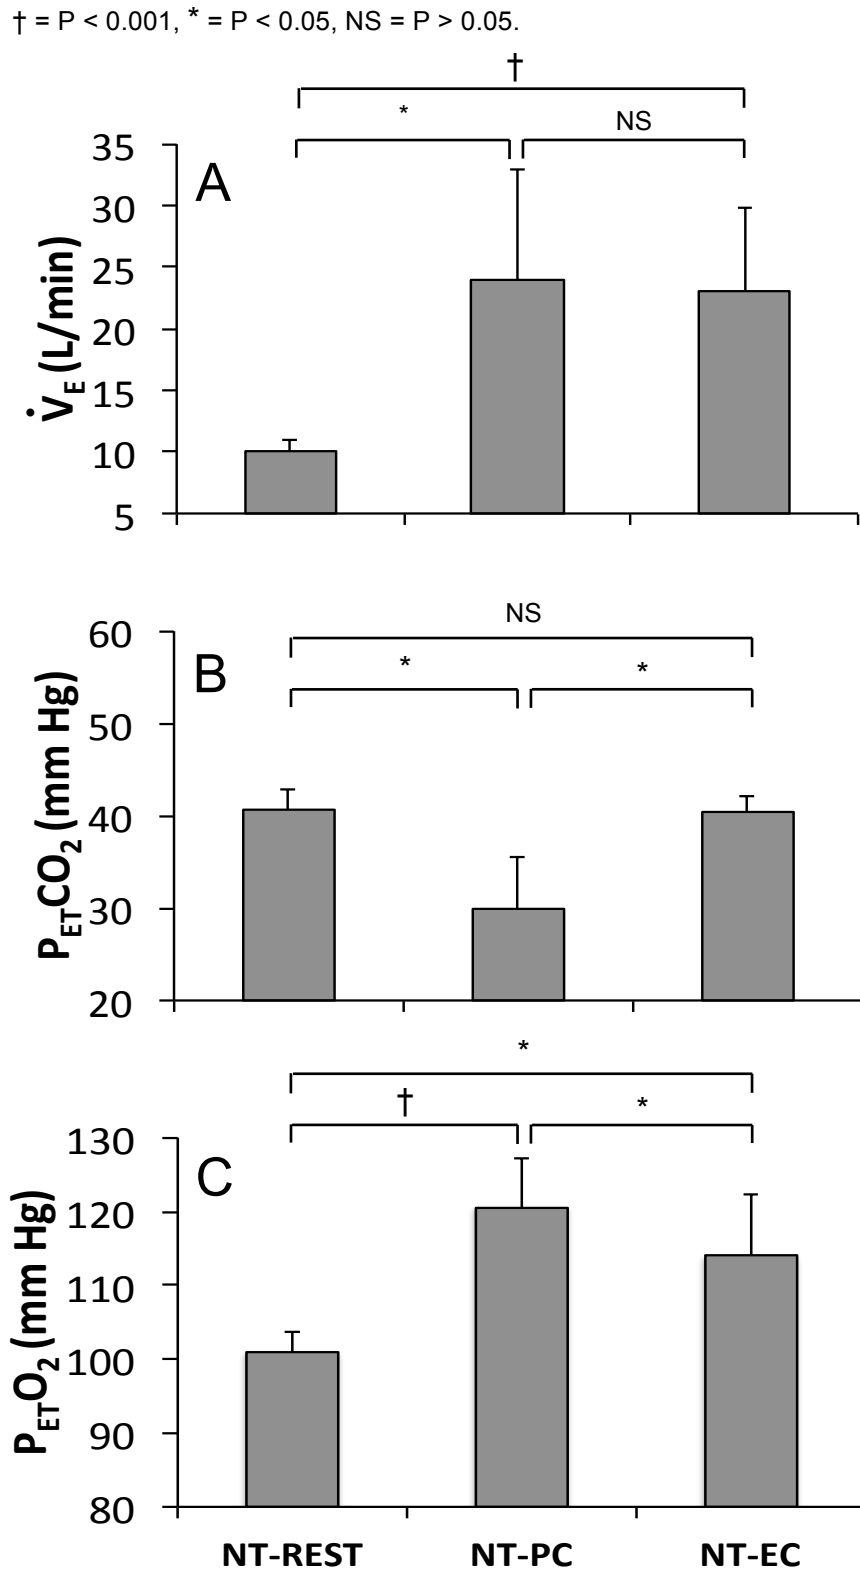 † = P < 0.001, * = P < 0.05, NS = P > 0.05.
†
* NS
A
V̇E (L/min)
35
30
25
20
15
10
5
NS
* *
B
PETCO2 (mm Hg)
60
50
40
30
20
*
† *
C
PETO2 (mm Hg)
130
120
110
100
90
80
NT-REST NT-PC NT-EC